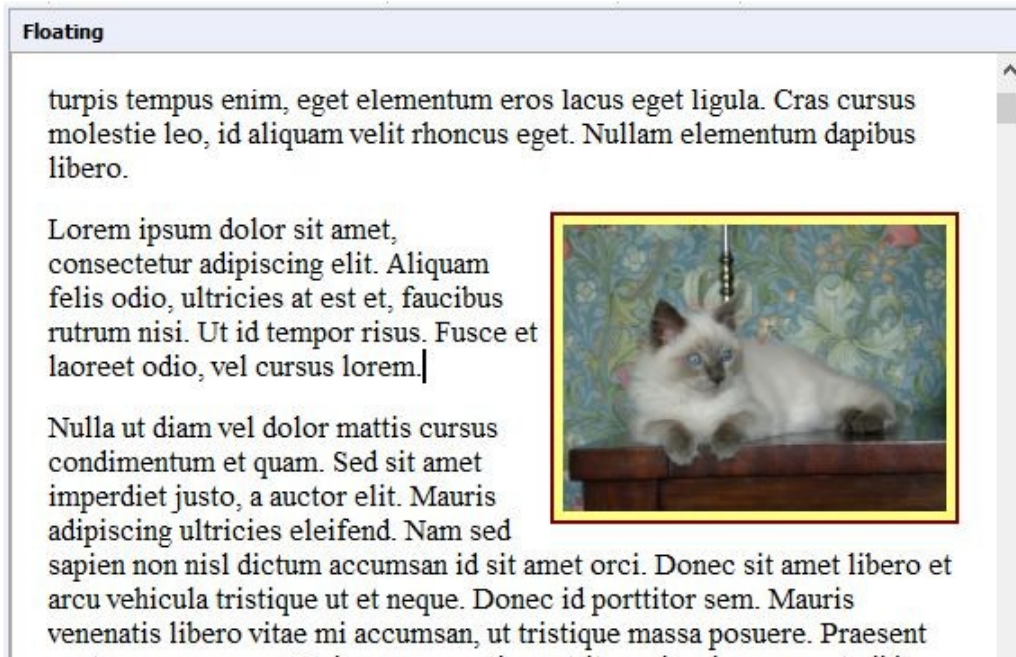 Floating
turpis tempus enim, eget elementum eros lacus eget ligula. Cras cursus
molestie leo, id aliquam velit rhoncus eget. Nullam elementum dapibus
libero.
Lorem ipsum dolor sit amet,
consectetur adipiscing elit. Aliquam
felis odio, ultricies at est et, faucibus
rutrum nisi. Ut id tempor risus. Fusce et
laoreet odio, vel cursus lorem.
Nulla ut diam vel dolor mattis cursus
condimentum et quam. Sed sit amet
imperdiet justo, a auctor elit. Mauris
adipiscing ultricies eleifend. Nam sed
sapien non nisl dictum accumsan id sit amet orci. Donec sit amet libero et
arcu vehicula tristique ut et neque. Donec id porttitor sem. Mauris
venenatis libero vitae mi accumsan, ut tristique massa posuere. Praesent